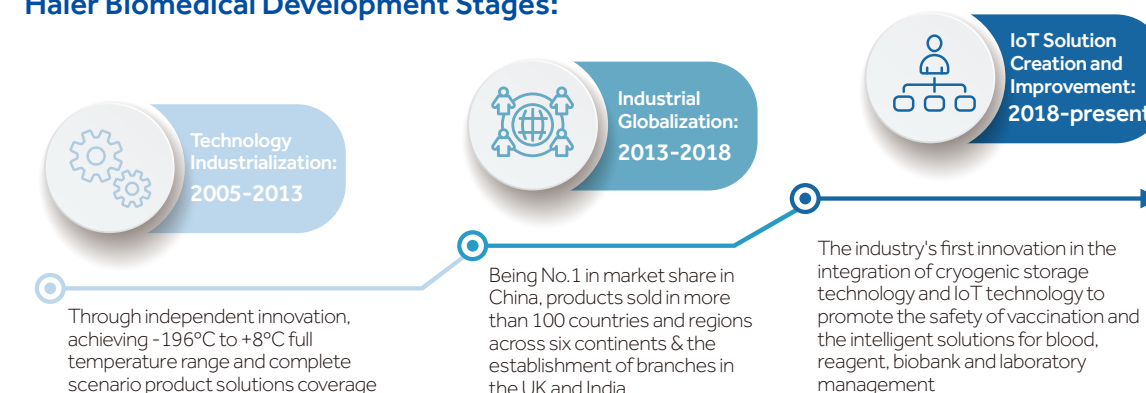 Haier Biomedical Development Stages:
Technology
Industrialization:
2005-2013
Through independent innovation,
achieving -196°C to +8°C full
temperature range and complete
scenario product solutions coverage
Industrial
Globalization:
2013-2018
Being No.1 in market share in
China, products sold in more
than 100 countries and regions
across six continents & the
establishment of branches in
the UK and India
IoT Solution
Creation and
Improvement:
2018-present
The industry's first innovation in the
integration of cryogenic storage
technology and IoT technology to
promote the safety of vaccination and
the intelligent solutions for blood,
reagent, biobank and laboratory
management